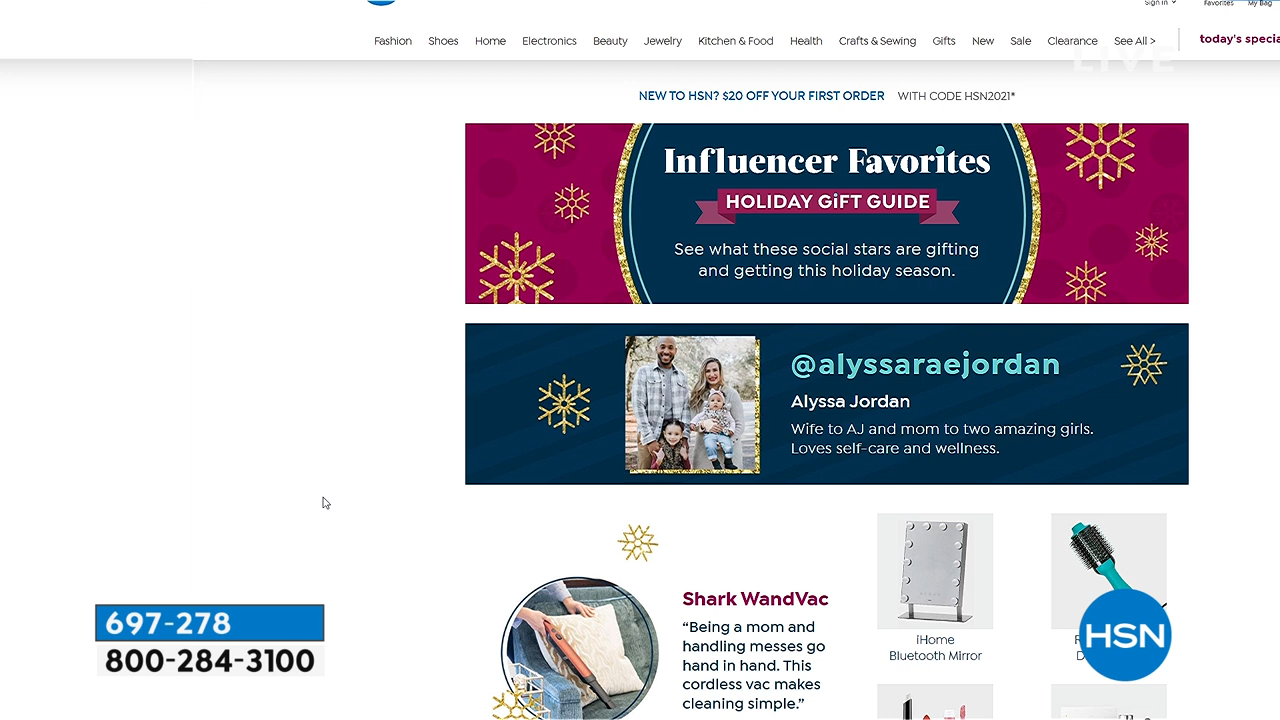 Sign in
Favorites
My Bag
Fashion
Shoes
Home
Electronics
Beauty
Jewelry
Kitchen & Food
Health
Crafts & Sewing
Gifts
New
Sale
Clearance
See All >
LIVE
NEW TO HSN? $20 OFF YOUR FIRST ORDER WITH CODE HSN2021*
Influencer Favorites
HOLIDAY GiFT GUIDE
See what these social stars are gifting
and getting this holiday season.
@alyssaraejordan
Alyssa Jordan
Wife to AJ and mom to two amazing girls.
Loves self-care and wellness.
Shark WandVac
“Being a mom and
handling messes go
hand in hand. This
cordless vac makes
cleaning simple.”
iHome
Bluetooth Mirror
697-278
800-284-3100
HSN